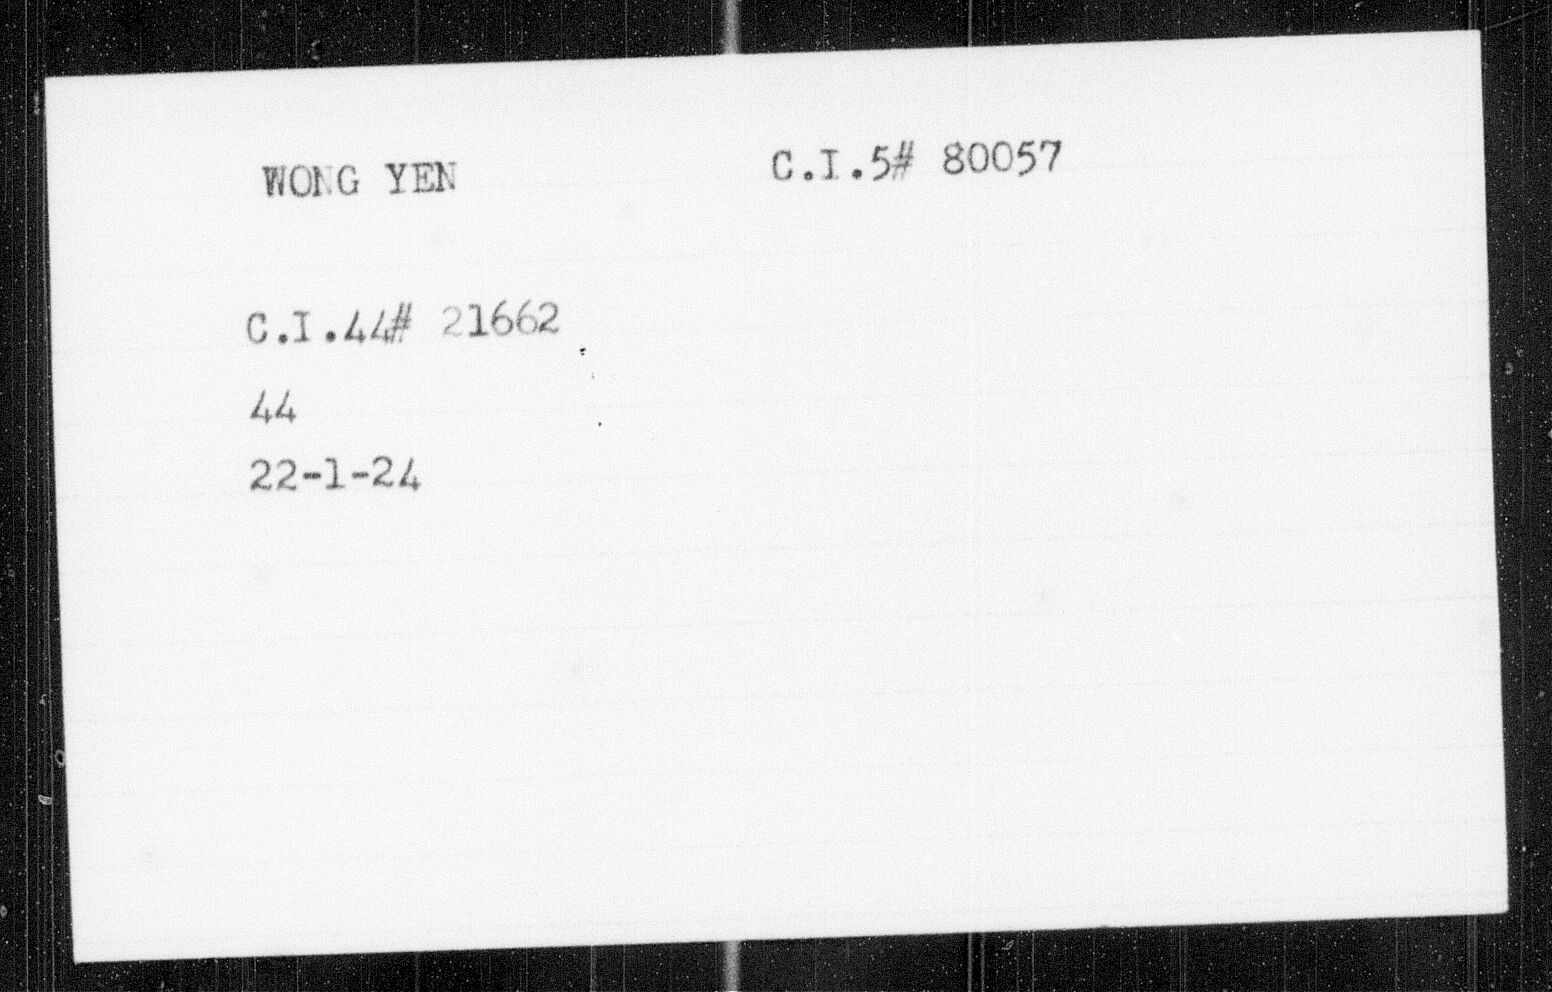 WONG YEN C.I.5# 80057
C.I.44# 21662
44
22-1-24